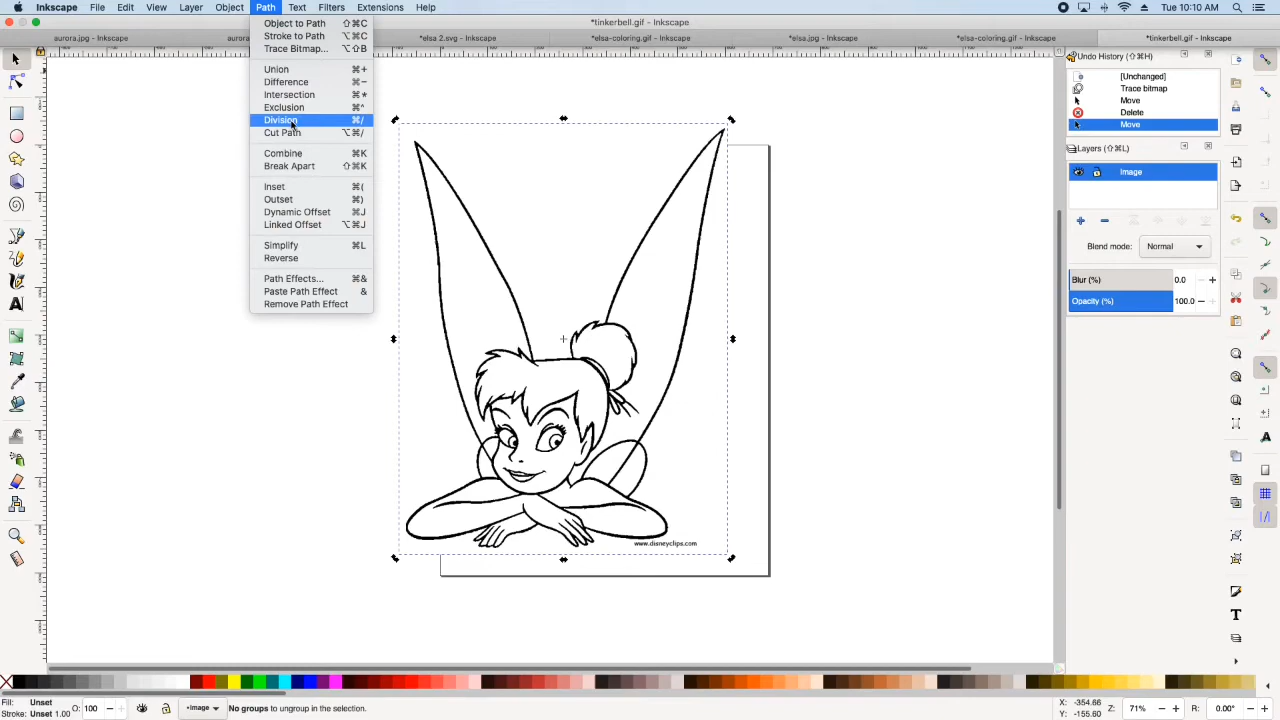 Inkscape File Edit View Layer Object Path Text Filters Extensions Help
Tue 10:10 AM
*tinkerbell.gif - Inkscape
aurora.jpg - Inkscape
*elsa 2.svg - Inkscape
*elsa-coloring.gif - Inkscape
*elsa.jpg - Inkscape
*elsa-coloring.gif - Inkscape
*tinkerbell.gif - Inkscape
Object to Path ⇧⌘C
Stroke to Path ⌥⌘C
Trace Bitmap... ⌥⇧B
Union ⌘+
Difference ⌘−
Intersection ⌘*
Exclusion ⌘^
Division ⌘/
Cut Path ⌥⌘/
Combine ⌘K
Break Apart ⇧⌘K
Inset ⌘(
Outset ⌘)
Dynamic Offset ⌘J
Linked Offset ⌥⌘J
Simplify ⌘L
Reverse
Path Effects... ⌘&
Paste Path Effect &
Remove Path Effect
Undo History (⇧⌘H)
[Unchanged]
Trace bitmap
Move
Delete
Move
Layers (⇧⌘L)
Image
Blend mode: Normal
Blur (%) 0.0
Opacity (%) 100.0
www.disneyclips.com
Fill: Unset
Stroke: Unset 1.00
O: 100
•Image
No groups to ungroup in the selection.
X: -354.66
Y: -155.60
Z: 71%
R: 0.00°